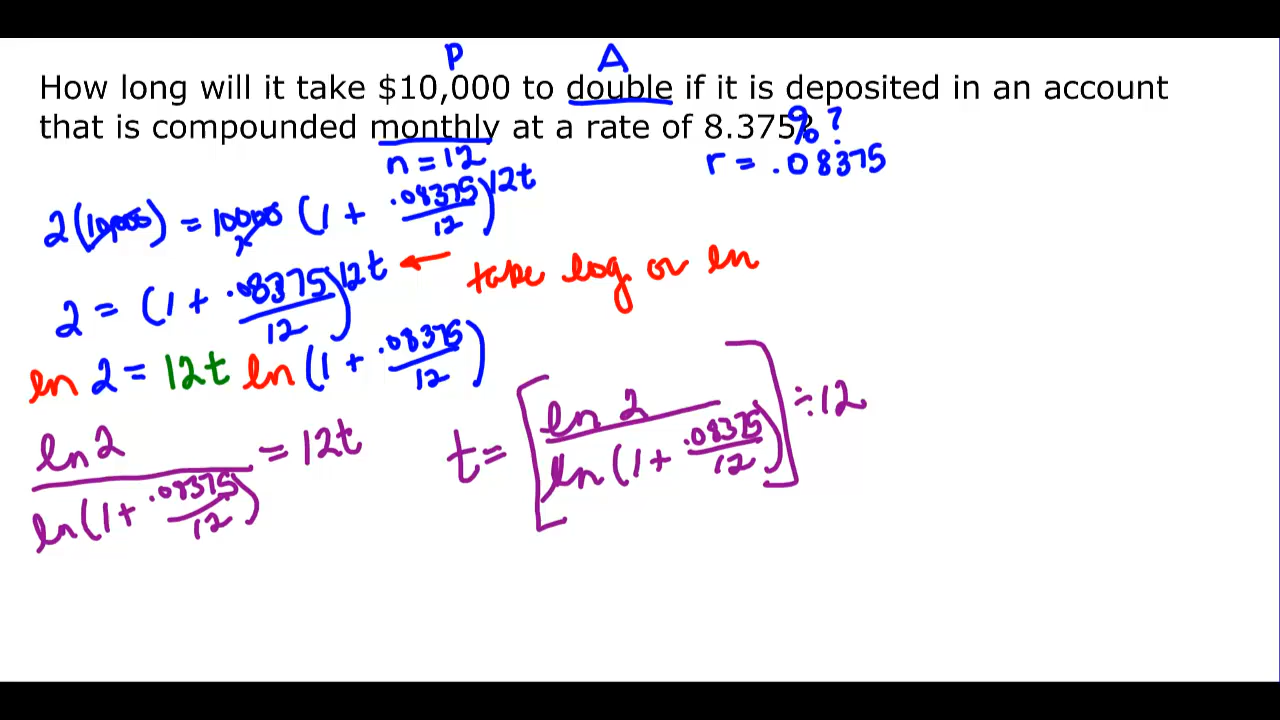 P A
How long will it take $10,000 to double if it is deposited in an account
that is compounded monthly at a rate of 8.375% ?
n = 12 r = .08375
2(10,000) = 10000 (1 + .08375/12)^12t
2 = (1 + .08375/12)^12t ← take log or ln
ln 2 = 12t ln (1 + .08375/12)
ln 2 / ln(1 + .08375/12) = 12t
t = [ln 2 / ln (1 + .08375/12)] ÷ 12